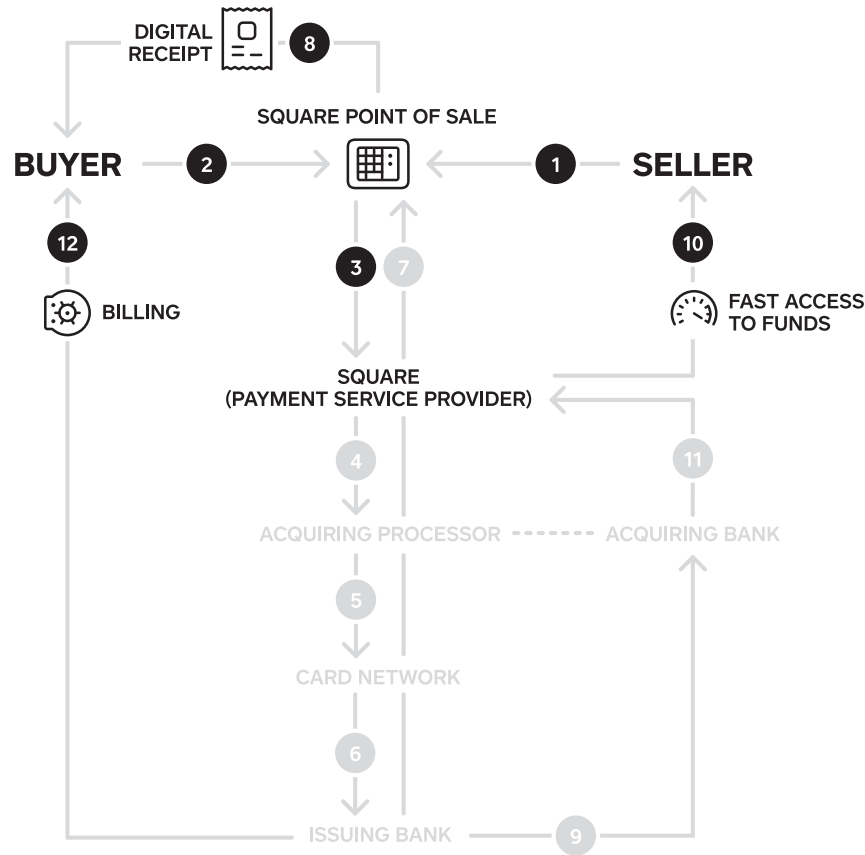 DIGITAL
RECEIPT
8
SQUARE POINT OF SALE
BUYER
2
1
SELLER
12
3
7
10
BILLING
FAST ACCESS
TO FUNDS
SQUARE
(PAYMENT SERVICE PROVIDER)
4
11
ACQUIRING PROCESSOR
ACQUIRING BANK
5
CARD NETWORK
6
ISSUING BANK
9